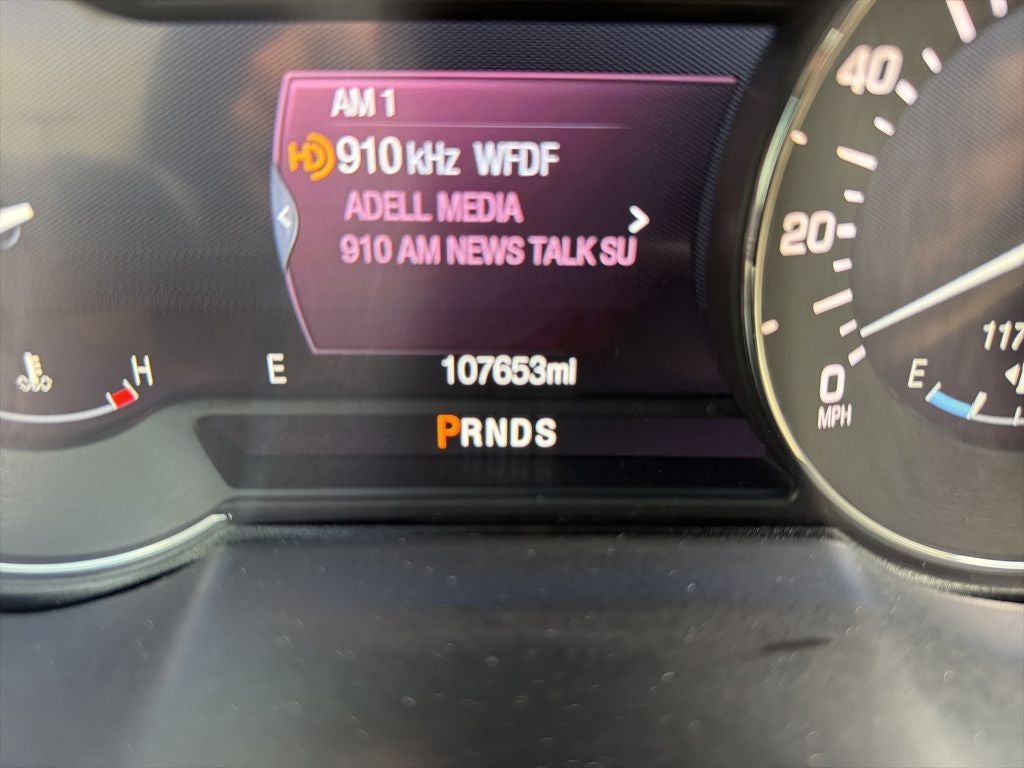 AM 1
HD 910 kHz WFDF
ADELL MEDIA
910 AM NEWS TALK SU
H
E
107653mi
PRNDS
40
20
0
MPH
E
117